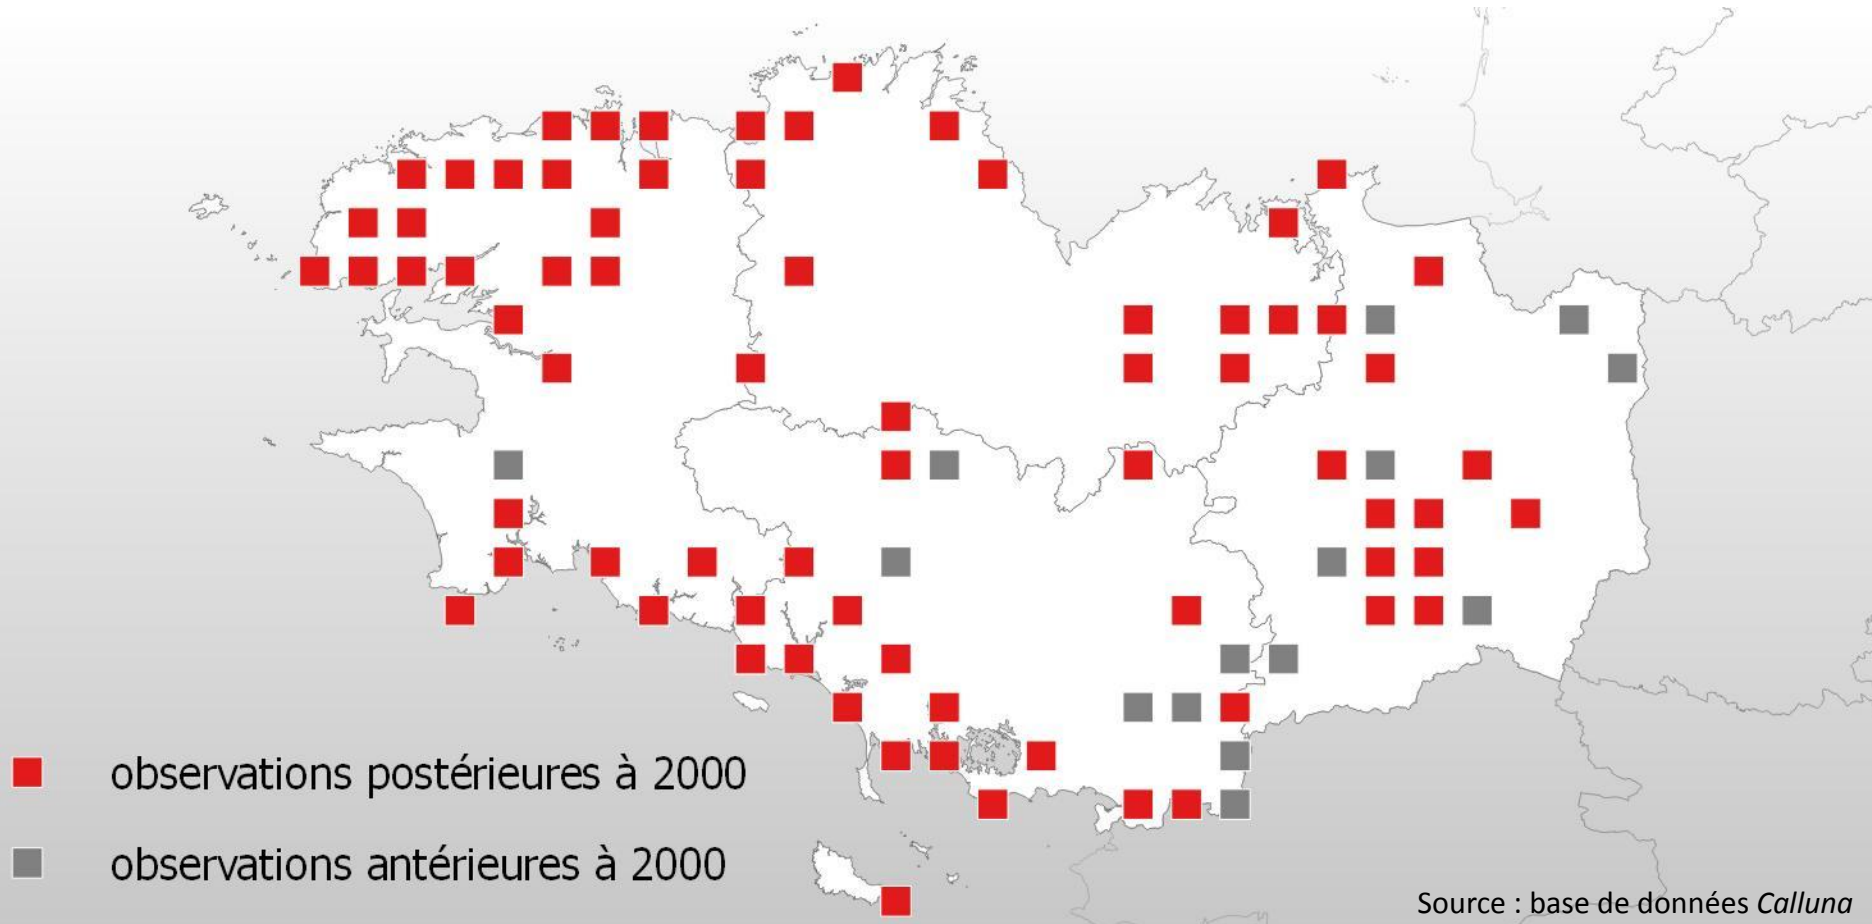 observations postérieures à 2000
observations antérieures à 2000
Source : base de données Calluna